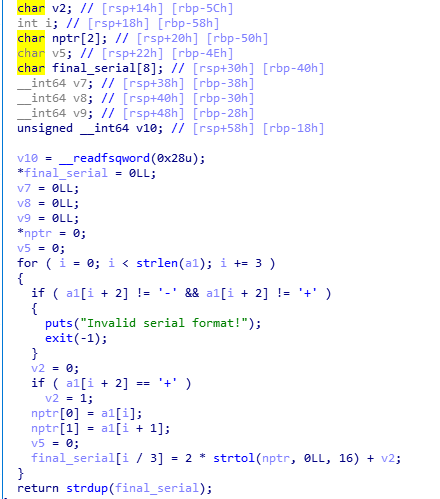 char v2; // [rsp+14h] [rbp-5Ch]
int i; // [rsp+18h] [rbp-58h]
char nptr[2]; // [rsp+20h] [rbp-50h]
char v5; // [rsp+22h] [rbp-4Eh]
char final_serial[8]; // [rsp+30h] [rbp-40h]
__int64 v7; // [rsp+38h] [rbp-38h]
__int64 v8; // [rsp+40h] [rbp-30h]
__int64 v9; // [rsp+48h] [rbp-28h]
unsigned __int64 v10; // [rsp+58h] [rbp-18h]

v10 = __readfsqword(0x28u);
*final_serial = 0LL;
v7 = 0LL;
v8 = 0LL;
v9 = 0LL;
*nptr = 0;
v5 = 0;
for ( i = 0; i < strlen(a1); i += 3 )
{
  if ( a1[i + 2] != '-' && a1[i + 2] != '+' )
  {
    puts("Invalid serial format!");
    exit(-1);
  }
  v2 = 0;
  if ( a1[i + 2] == '+' )
    v2 = 1;
  nptr[0] = a1[i];
  nptr[1] = a1[i + 1];
  v5 = 0;
  final_serial[i / 3] = 2 * strtol(nptr, 0LL, 16) + v2;
}
return strdup(final_serial);